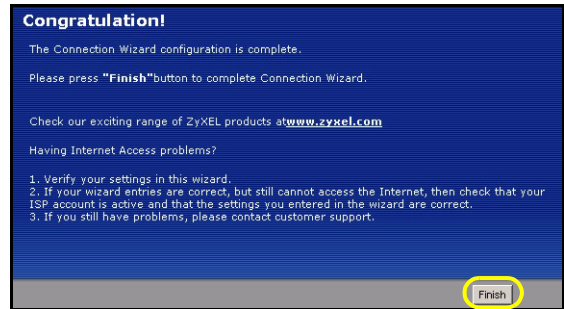 Congratulation!
The Connection Wizard configuration is complete.
Please press "Finish"button to complete Connection Wizard.
Check our exciting range of ZyXEL products atwww.zyxel.com
Having Internet Access problems?
1. Verify your settings in this wizard.
2. If your wizard entries are correct, but still cannot access the Internet, then check that your
ISP account is active and that the settings you entered in the wizard are correct.
3. If you still have problems, please contact customer support.
Finish